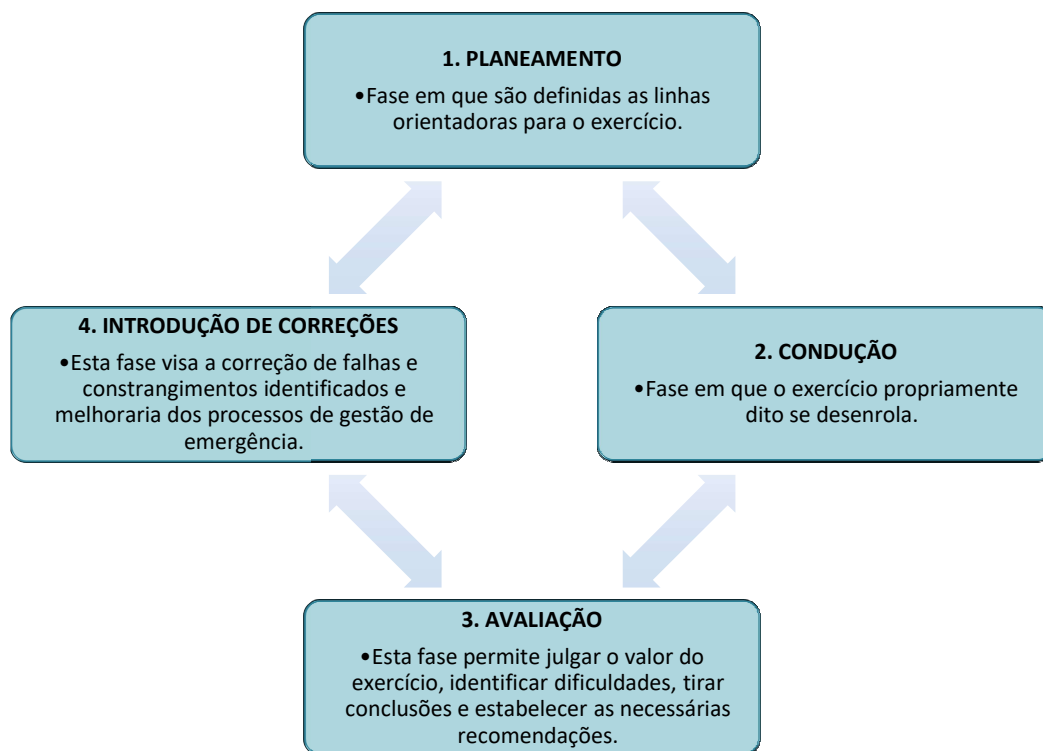 1. PLANEAMENTO
•Fase em que são definidas as linhas
orientadoras para o exercício.
4. INTRODUÇÃO DE CORREÇÕES
•Esta fase visa a correção de falhas e
constrangimentos identificados e
melhoraria dos processos de gestão de
emergência.
2. CONDUÇÃO
•Fase em que o exercício propriamente
dito se desenrola.
3. AVALIAÇÃO
•Esta fase permite julgar o valor do
exercício, identificar dificuldades, tirar
conclusões e estabelecer as necessárias
recomendações.